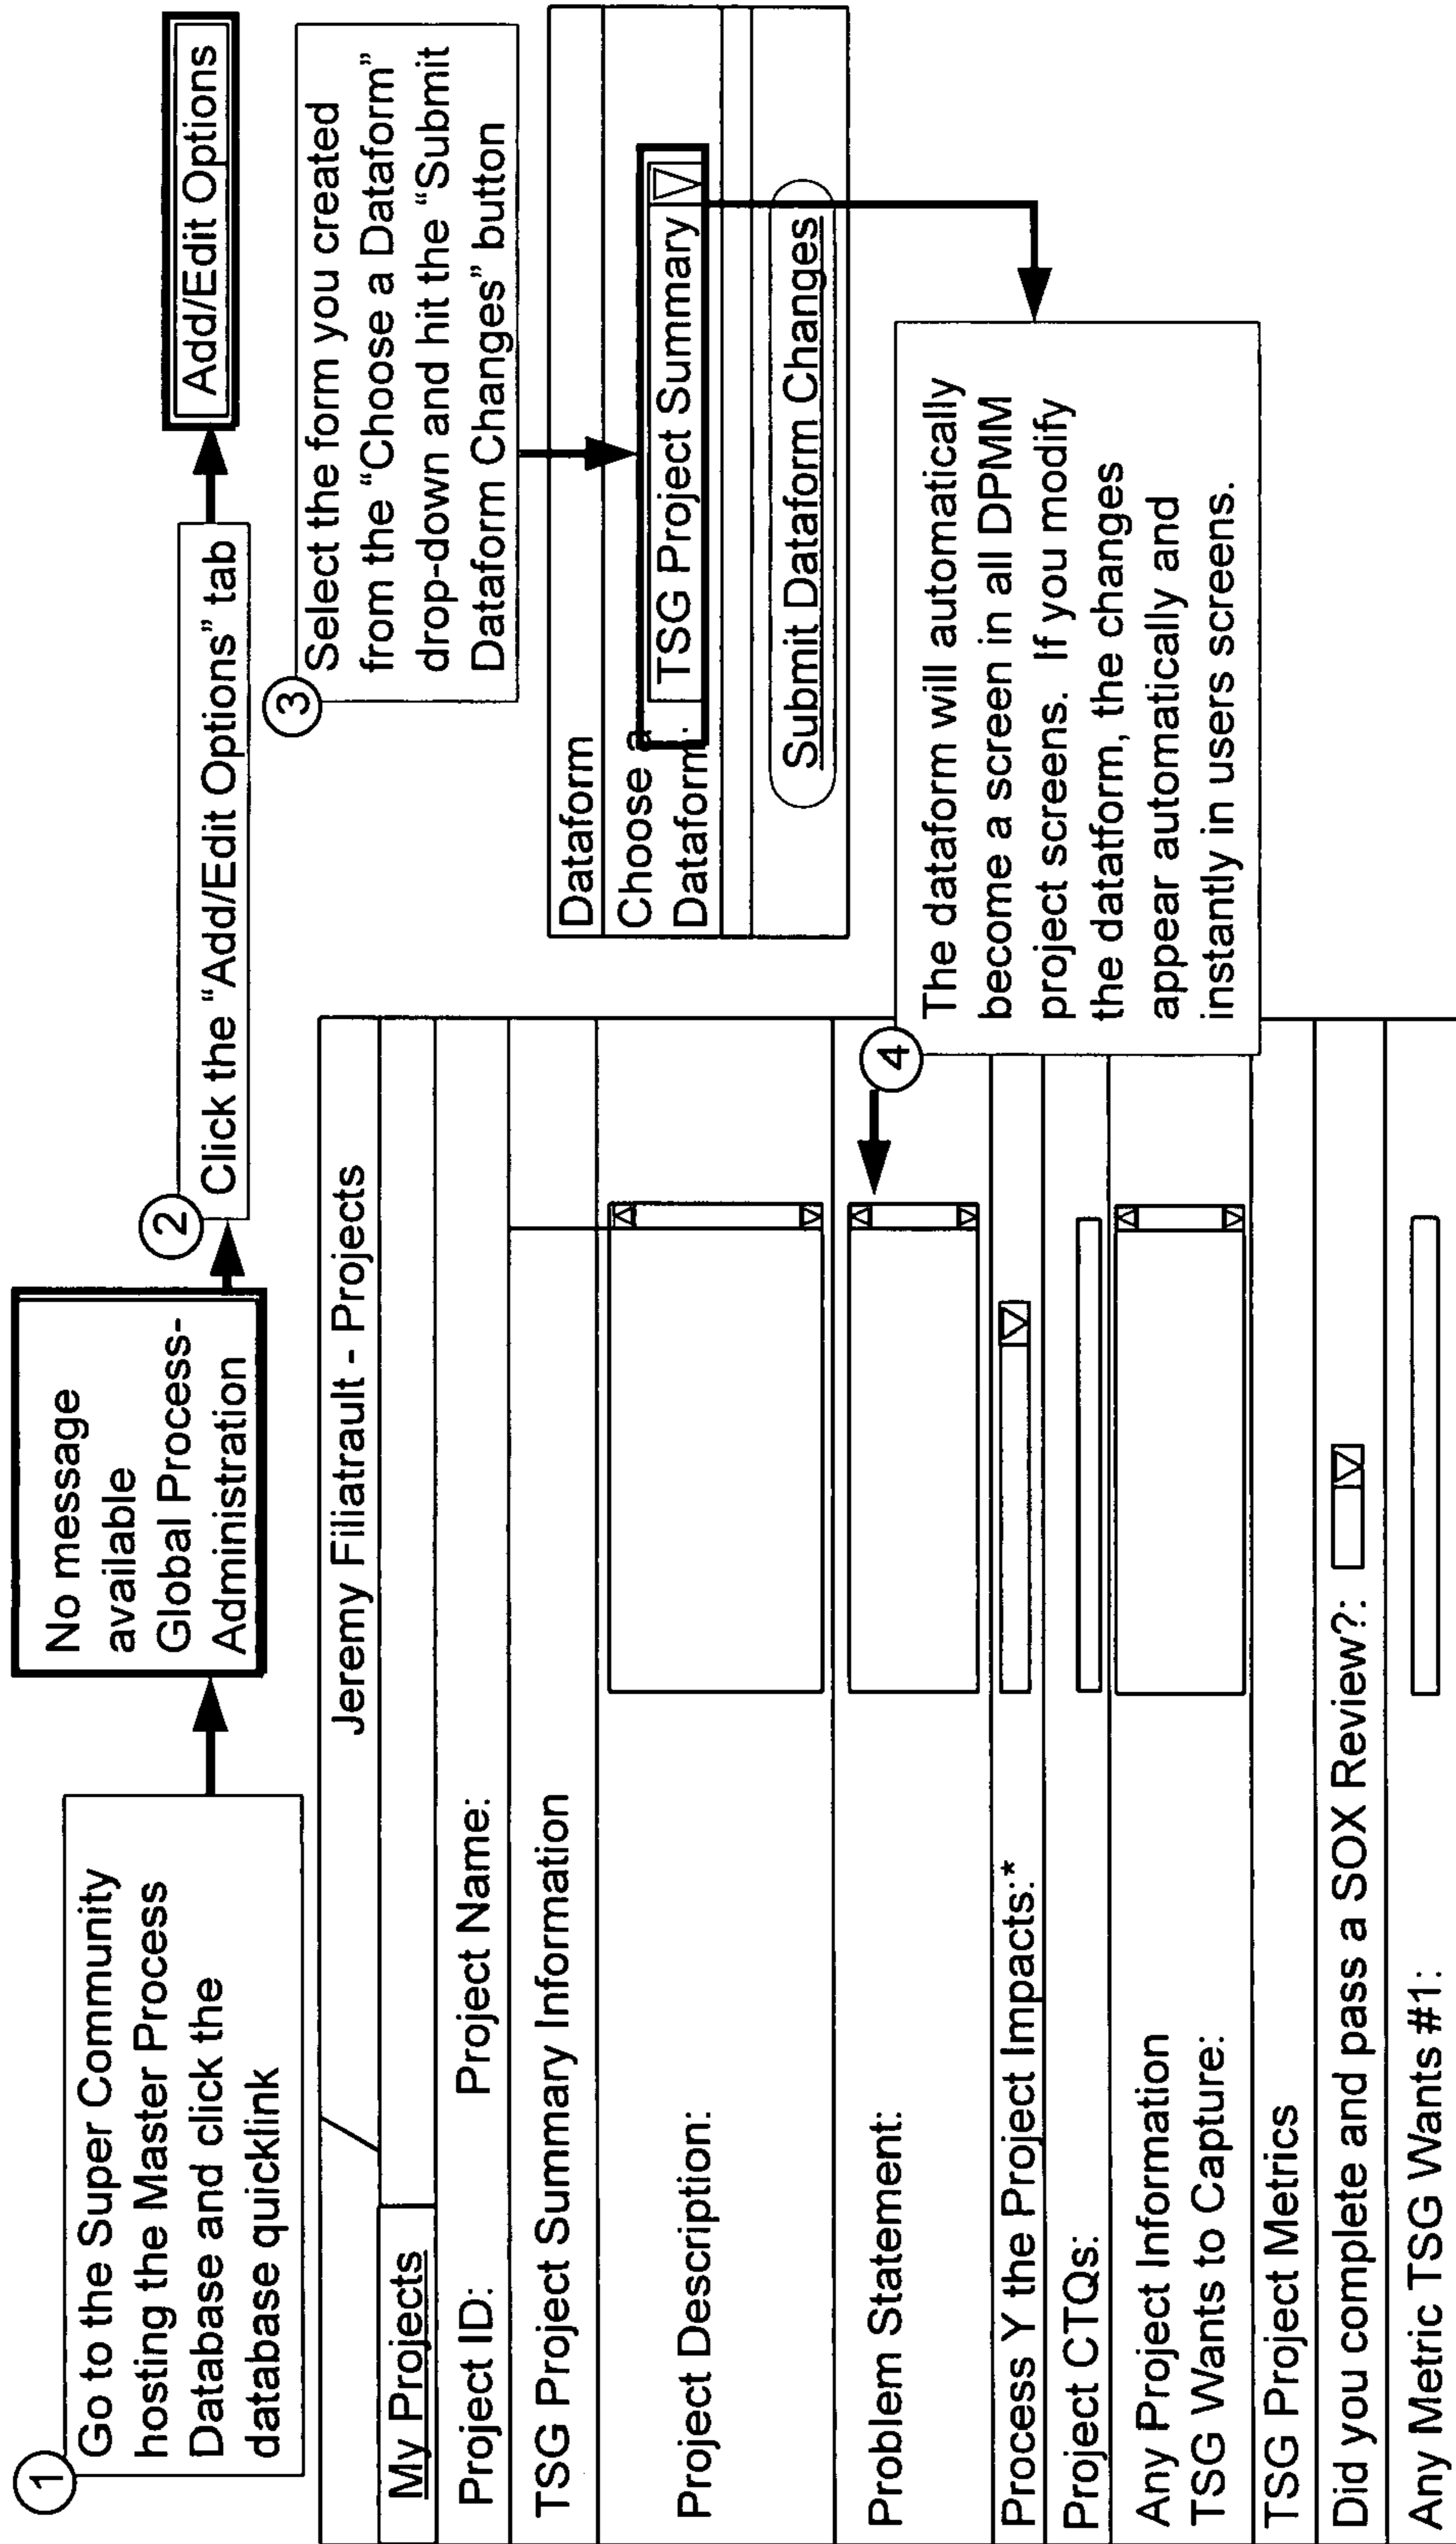 1
Go to the Super Community
hosting the Master Process
Database and click the
database quicklink
No message
available
Global Process-
Administration
2
Click the “Add/Edit Options” tab
Add/Edit Options
3
Select the form you created
from the “Choose a Dataform”
drop-down and hit the “Submit
Dataform Changes” button
Dataform
Choose a
Dataform:
TSG Project Summary
Submit Dataform Changes
4
The dataform will automatically
become a screen in all DPMM
project screens. If you modify
the datatform, the changes
appear automatically and
instantly in users screens.
Jeremy Filiatrault - Projects
My Projects
Project ID: Project Name:
TSG Project Summary Information
Project Description:
Problem Statement:
Process Y the Project Impacts:*
Project CTQs:
Any Project Information
TSG Wants to Capture:
TSG Project Metrics
Did you complete and pass a SOX Review?:
Any Metric TSG Wants #1: